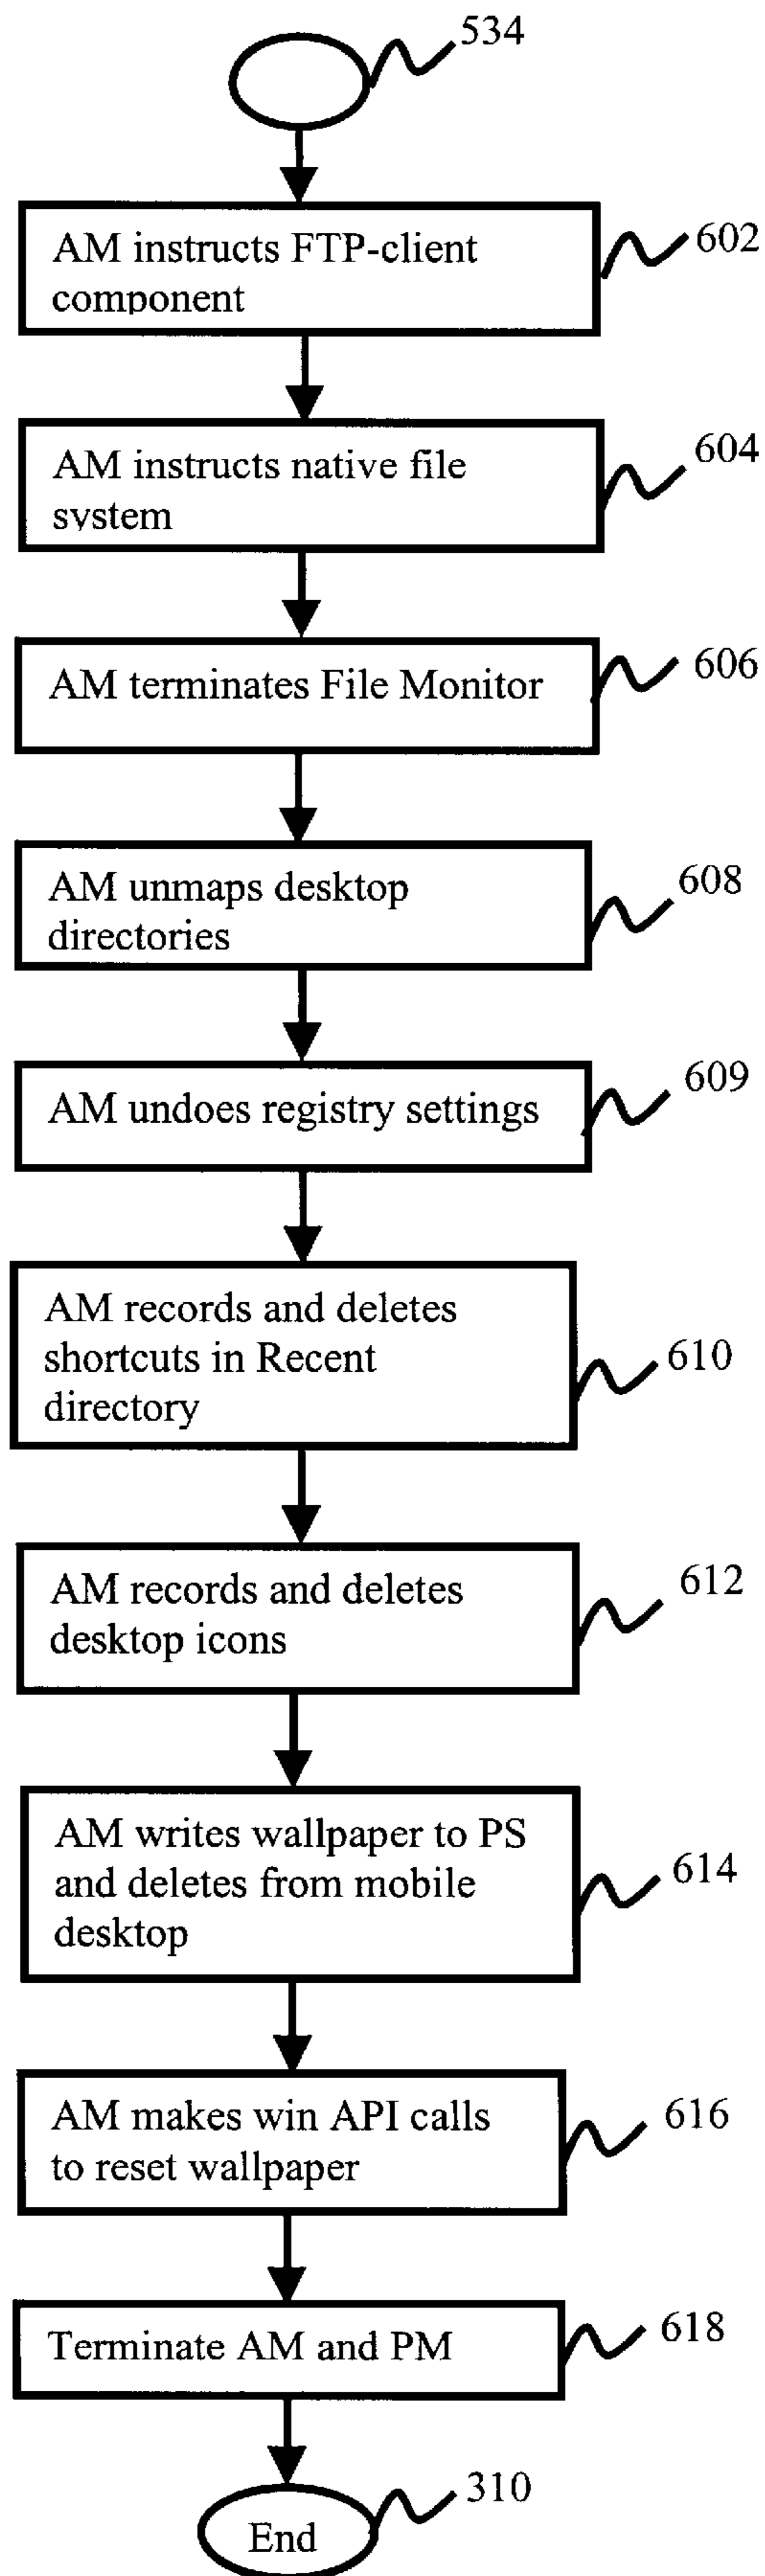 534
AM instructs FTP-client
component
602
AM instructs native file
system
604
AM terminates File Monitor
606
AM unmaps desktop
directories
608
AM undoes registry settings
609
AM records and deletes
shortcuts in Recent
directory
610
AM records and deletes
desktop icons
612
AM writes wallpaper to PS
and deletes from mobile
desktop
614
AM makes win API calls
to reset wallpaper
616
Terminate AM and PM
618
End
310